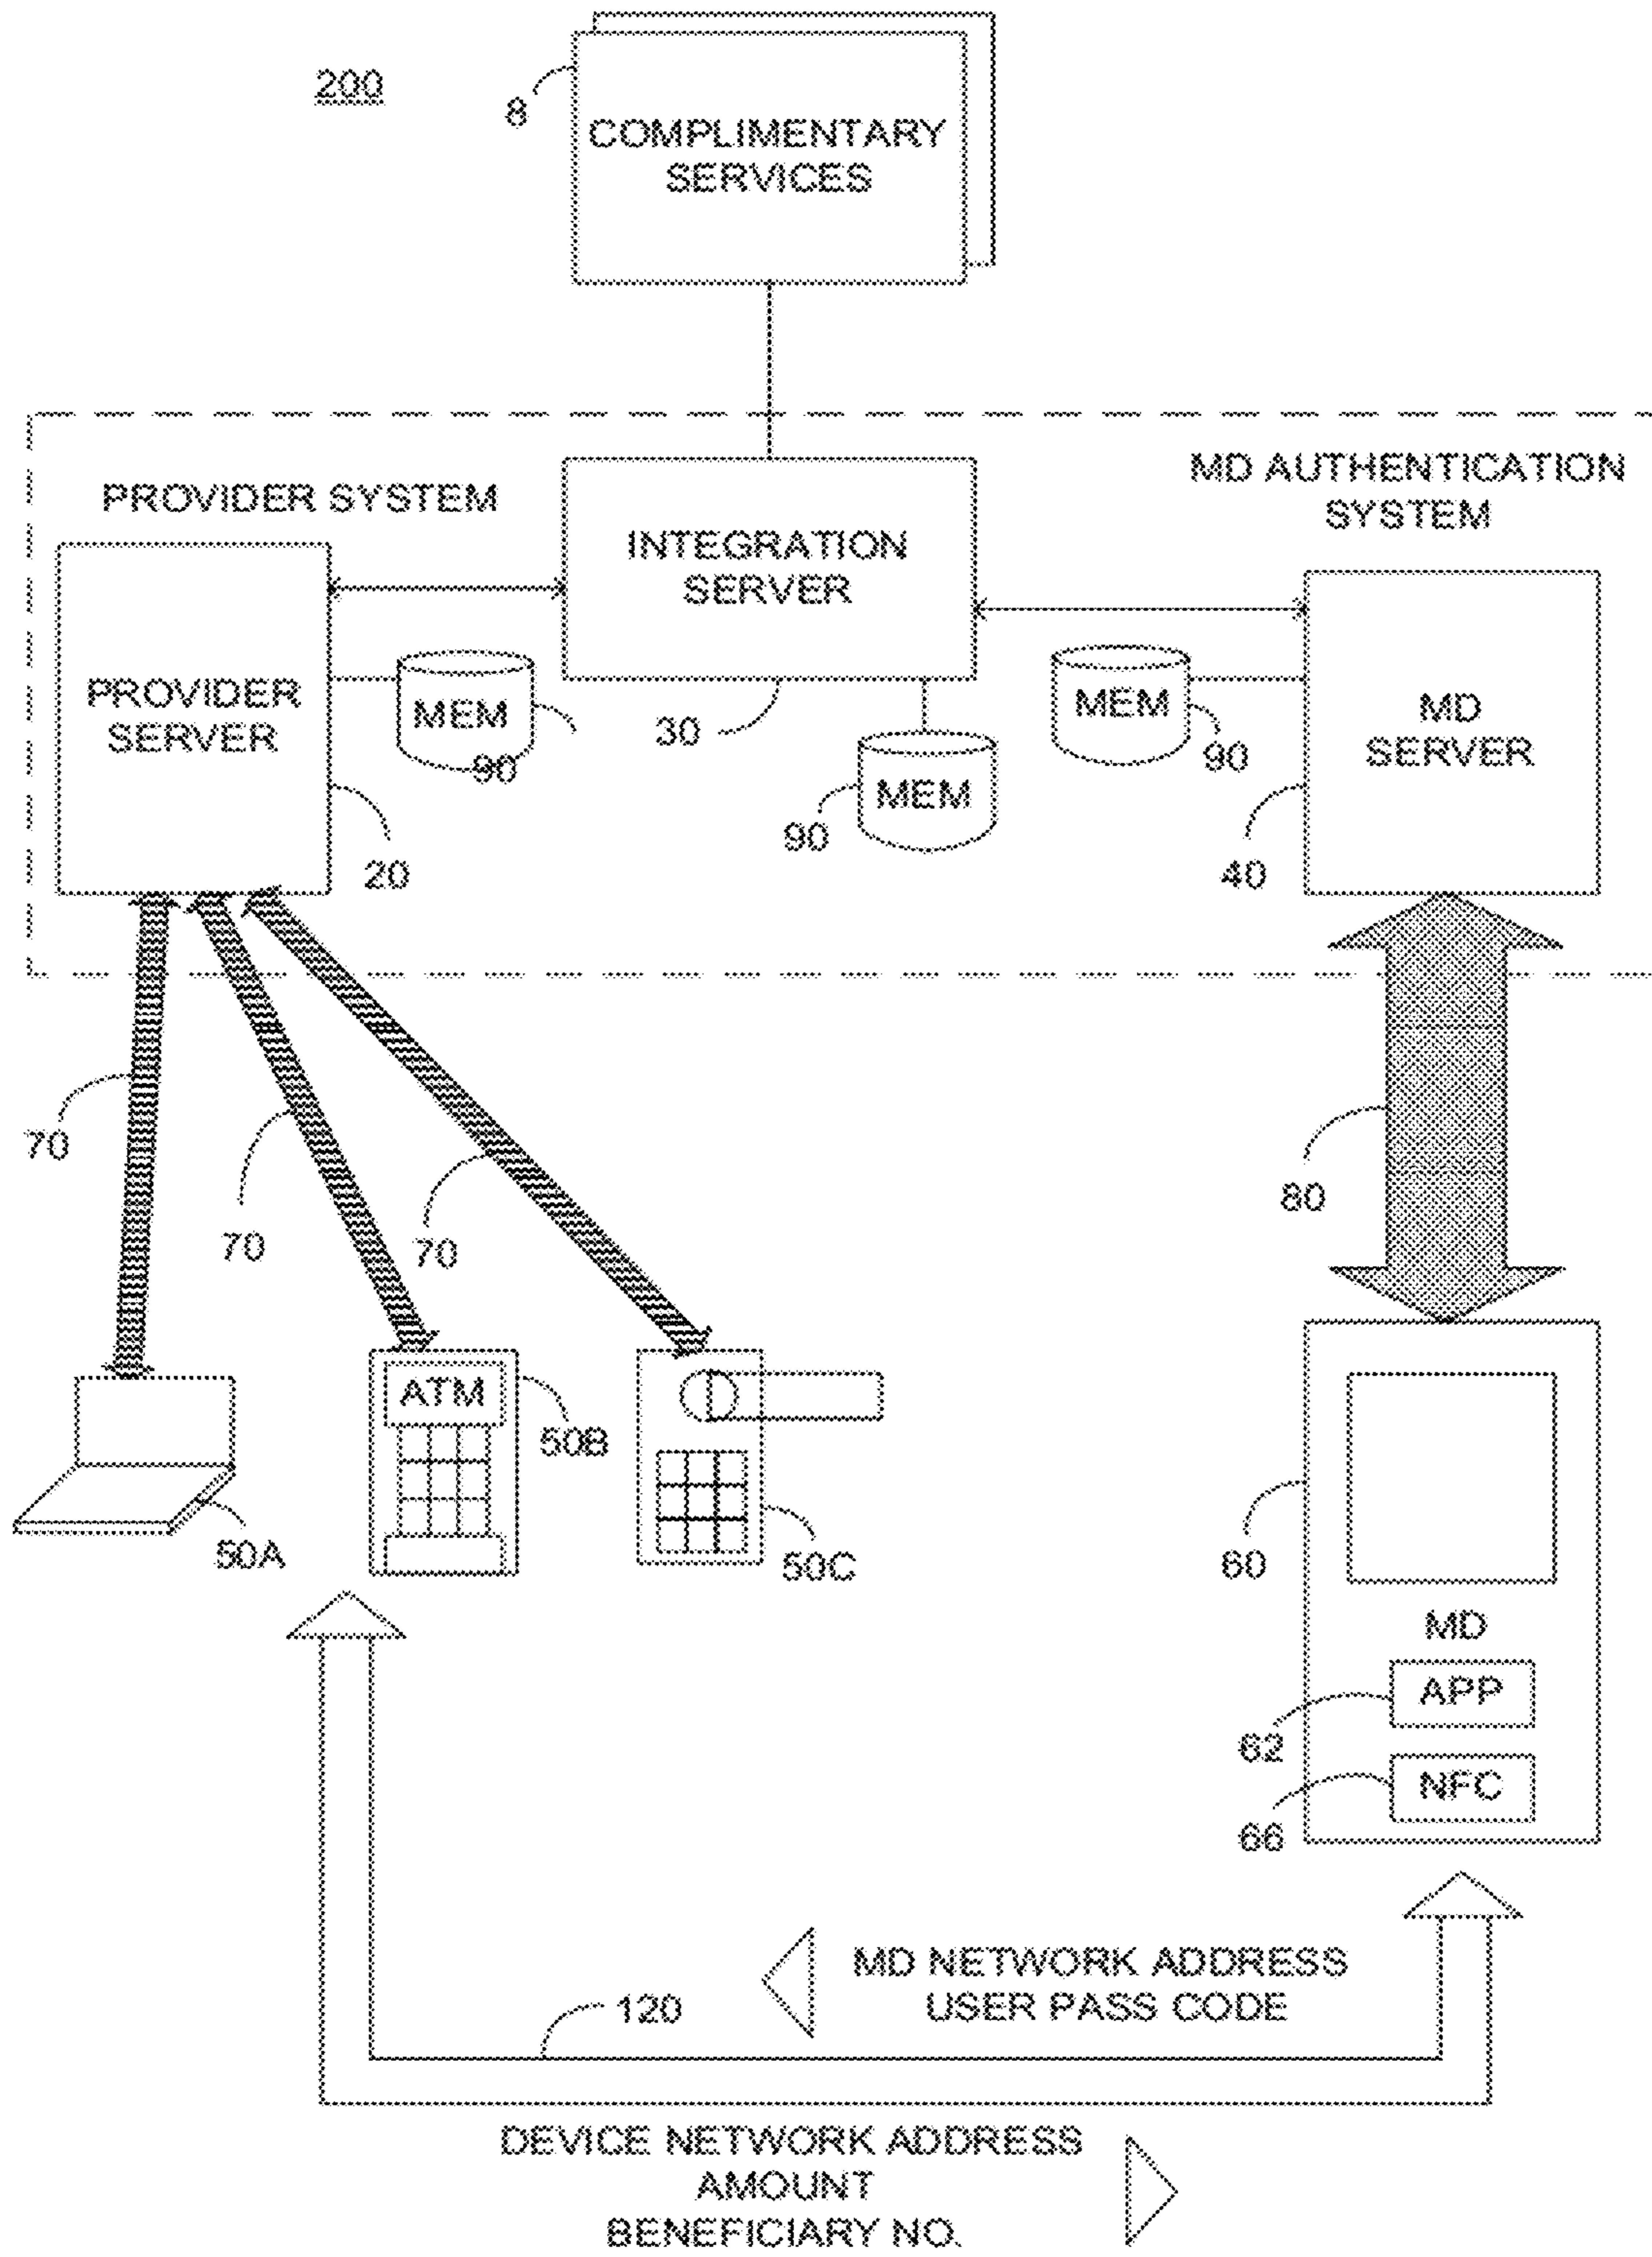 200
8
COMPLIMENTARY
SERVICES
PROVIDER SYSTEM
MD AUTHENTICATION
SYSTEM
INTEGRATION
SERVER
PROVIDER
SERVER
MEM
90
30
MEM
90
MEM
90
MD
SERVER
20
40
70
70
70
80
ATM
50A
50B
50C
60
MD
APP
62
NFC
66
MD NETWORK ADDRESS
USER PASS CODE
120
DEVICE NETWORK ADDRESS
AMOUNT
BENEFICIARY NO.